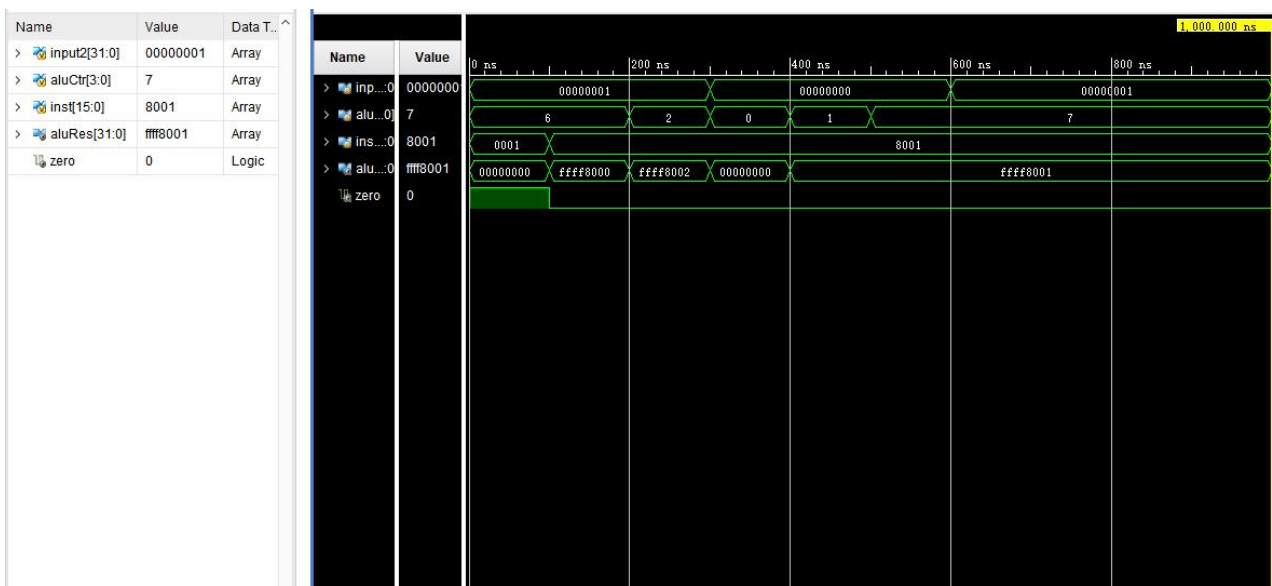 Name Value Data T...
> input2[31:0] 00000001 Array
> aluCtr[3:0] 7 Array
> inst[15:0] 8001 Array
> aluRes[31:0] ffff8001 Array
zero 0 Logic
1,000.000 ns
Name Value
0 ns 200 ns 400 ns 600 ns 800 ns
> inp...:0 0000000 00000001 00000000 00000001
> alu...0] 7 6 2 0 1 7
> ins...:0 8001 0001 8001
> alu...:0 ffff8001 00000000 ffff8000 ffff8002 00000000 ffff8001
zero 0